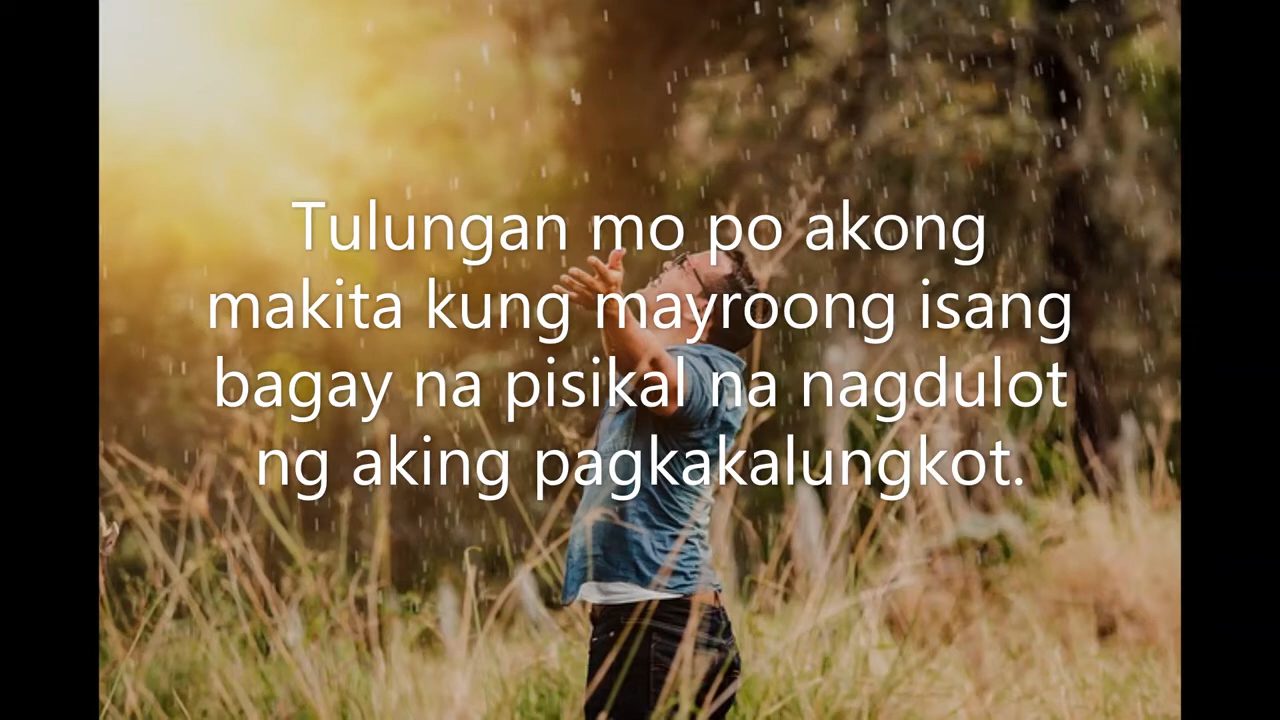 Tulungan mo po akong
makita kung mayroong isang
bagay na pisikal na nagdulot
ng aking pagkakalungkot.